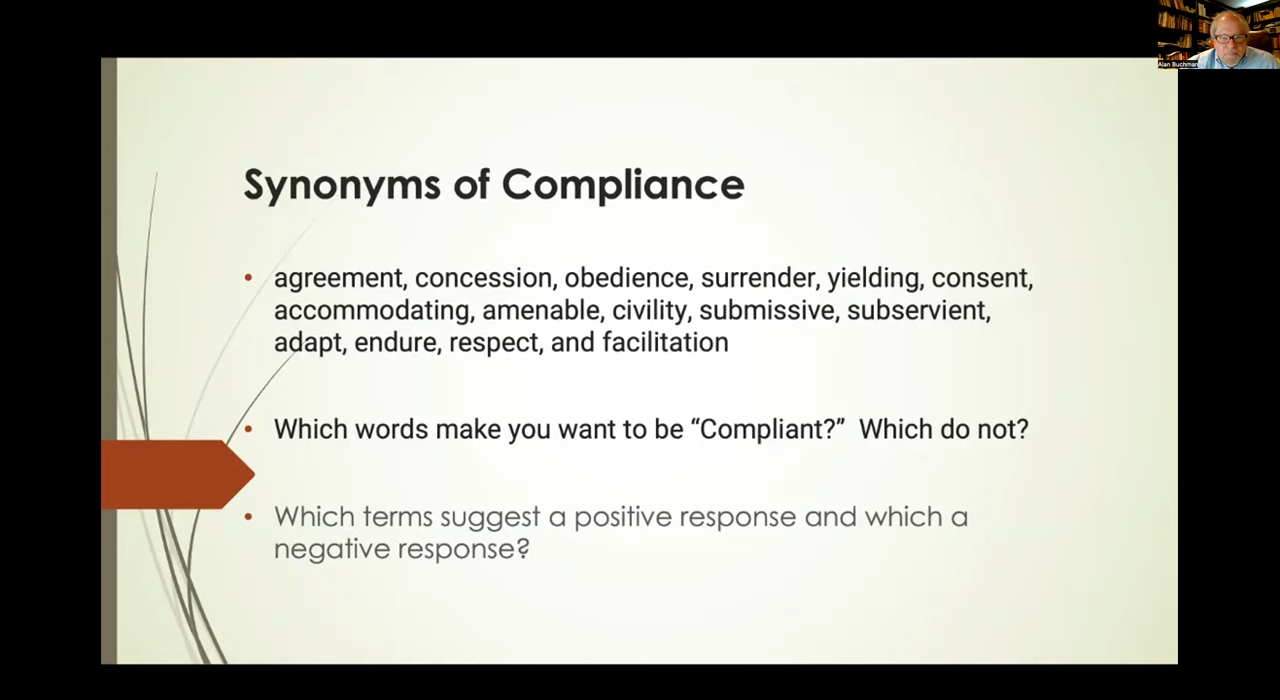 Alan Buchman
Synonyms of Compliance
• agreement, concession, obedience, surrender, yielding, consent,
accommodating, amenable, civility, submissive, subservient,
adapt, endure, respect, and facilitation
• Which words make you want to be “Compliant?” Which do not?
• Which terms suggest a positive response and which a
negative response?